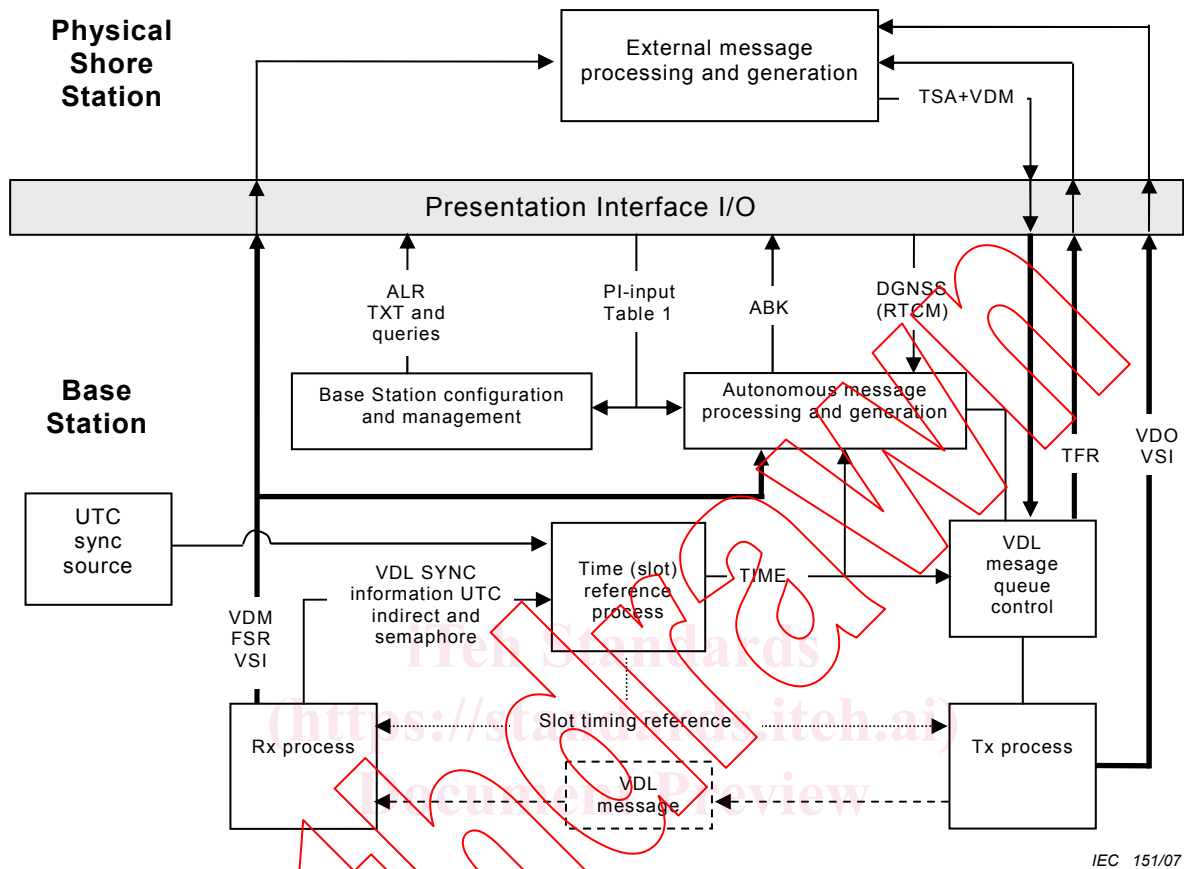 Physical
Shore
Station
External message
processing and generation
TSA+VDM
Presentation Interface I/O
ALR
TXT and
queries
PI-input
Table 1
ABK
DGNSS
(RTCM)
Base
Station
Base Station configuration
and management
Autonomous message
processing and generation
TFR
VDO
VSI
UTC
sync
source
VDL SYNC
information UTC
indirect and
semaphore
Time (slot)
reference
process
TIME
VDL
message
queue
control
VDM
FSR
VSI
iTeh Standards
(https://standards.iteh.ai)
Document Preview
Slot timing reference
Rx process
Tx process
VDL
message
Withdrawn
IEC 151/07